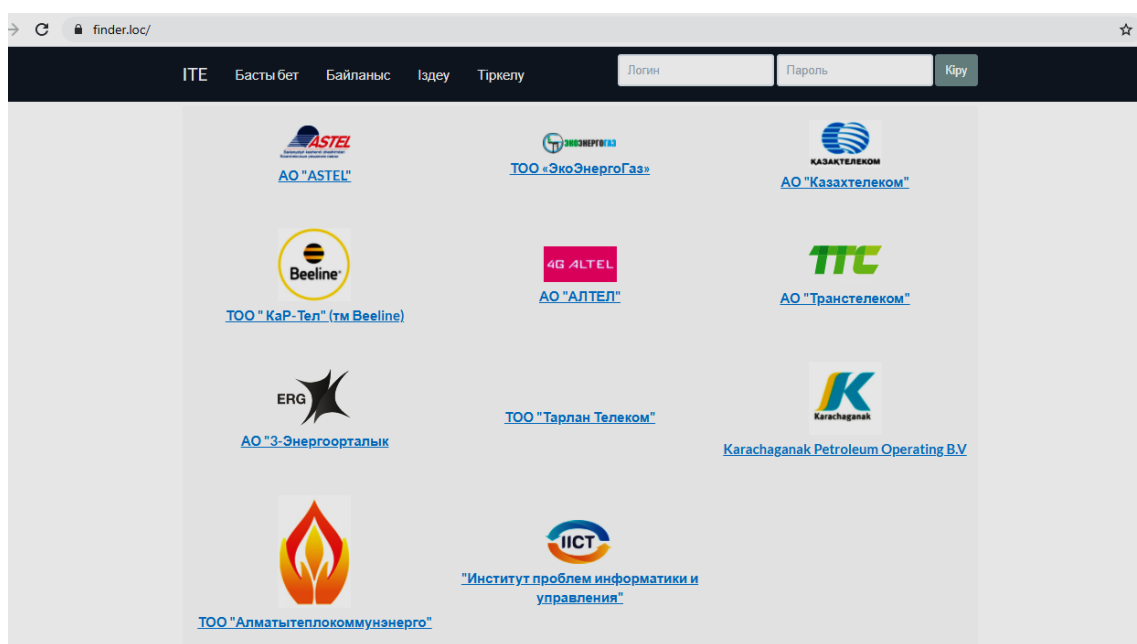 finder.loc/
ITE Басты бет Байланыс Іздеу Тіркелу Логин Пароль Кіру
ASTEL
АО "ASTEL"
ЭКОЭНЕРГОГАЗ
ТОО «ЭкоЭнергоГаз»
ҚАЗАҚТЕЛЕКОМ
АО "Казахтелеком"
Beeline
ТОО " КаР-Тел" (тм Beeline)
4G ALTEL
АО "АЛТЕЛ"
TTC
АО "Транстелеком"
ERG
АО "3-Энергоорталык
ТОО "Тарлан Телеком"
Karachaganak
Karachaganak Petroleum Operating B.V
ТОО "Алматытеплокоммунэнерго"
IICT
"Институт проблем информатики и
управления"